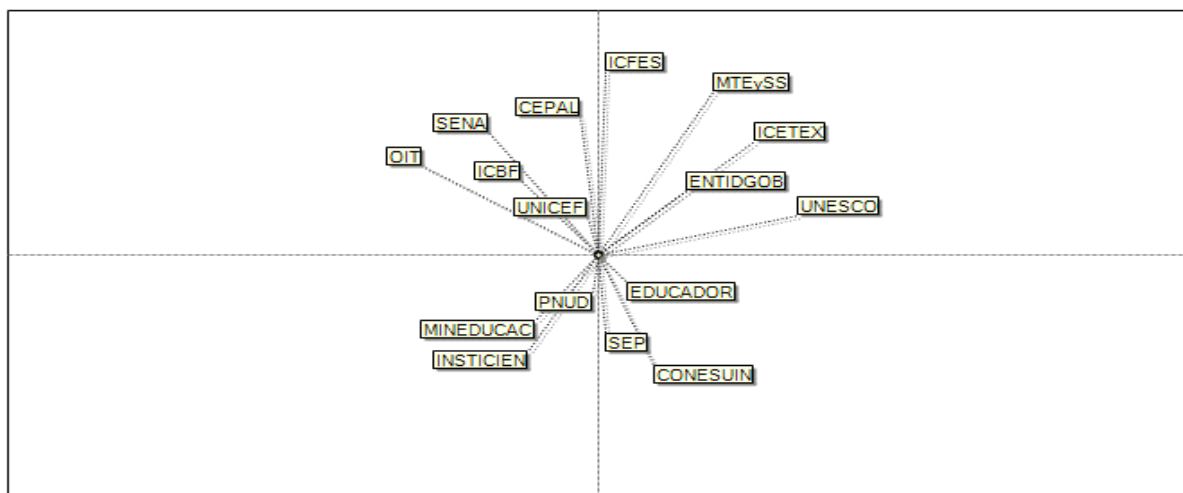 ICFES
MTEySS
CEPAL
SENA
ICETEX
OIT
ICBF
ENTIDGOB
UNICEF
UNESCO
EDUCADOR
PNUD
MINEDUCAC
SEP
INSTICIEN
CONESUIN